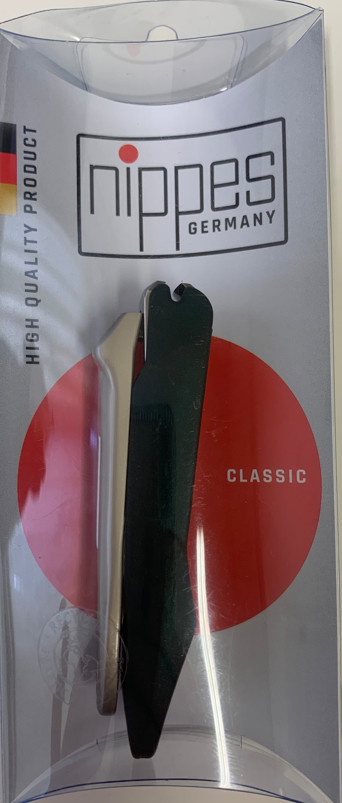 nippes
GERMANY
HIGH QUALITY PRODUCT
CLASSIC